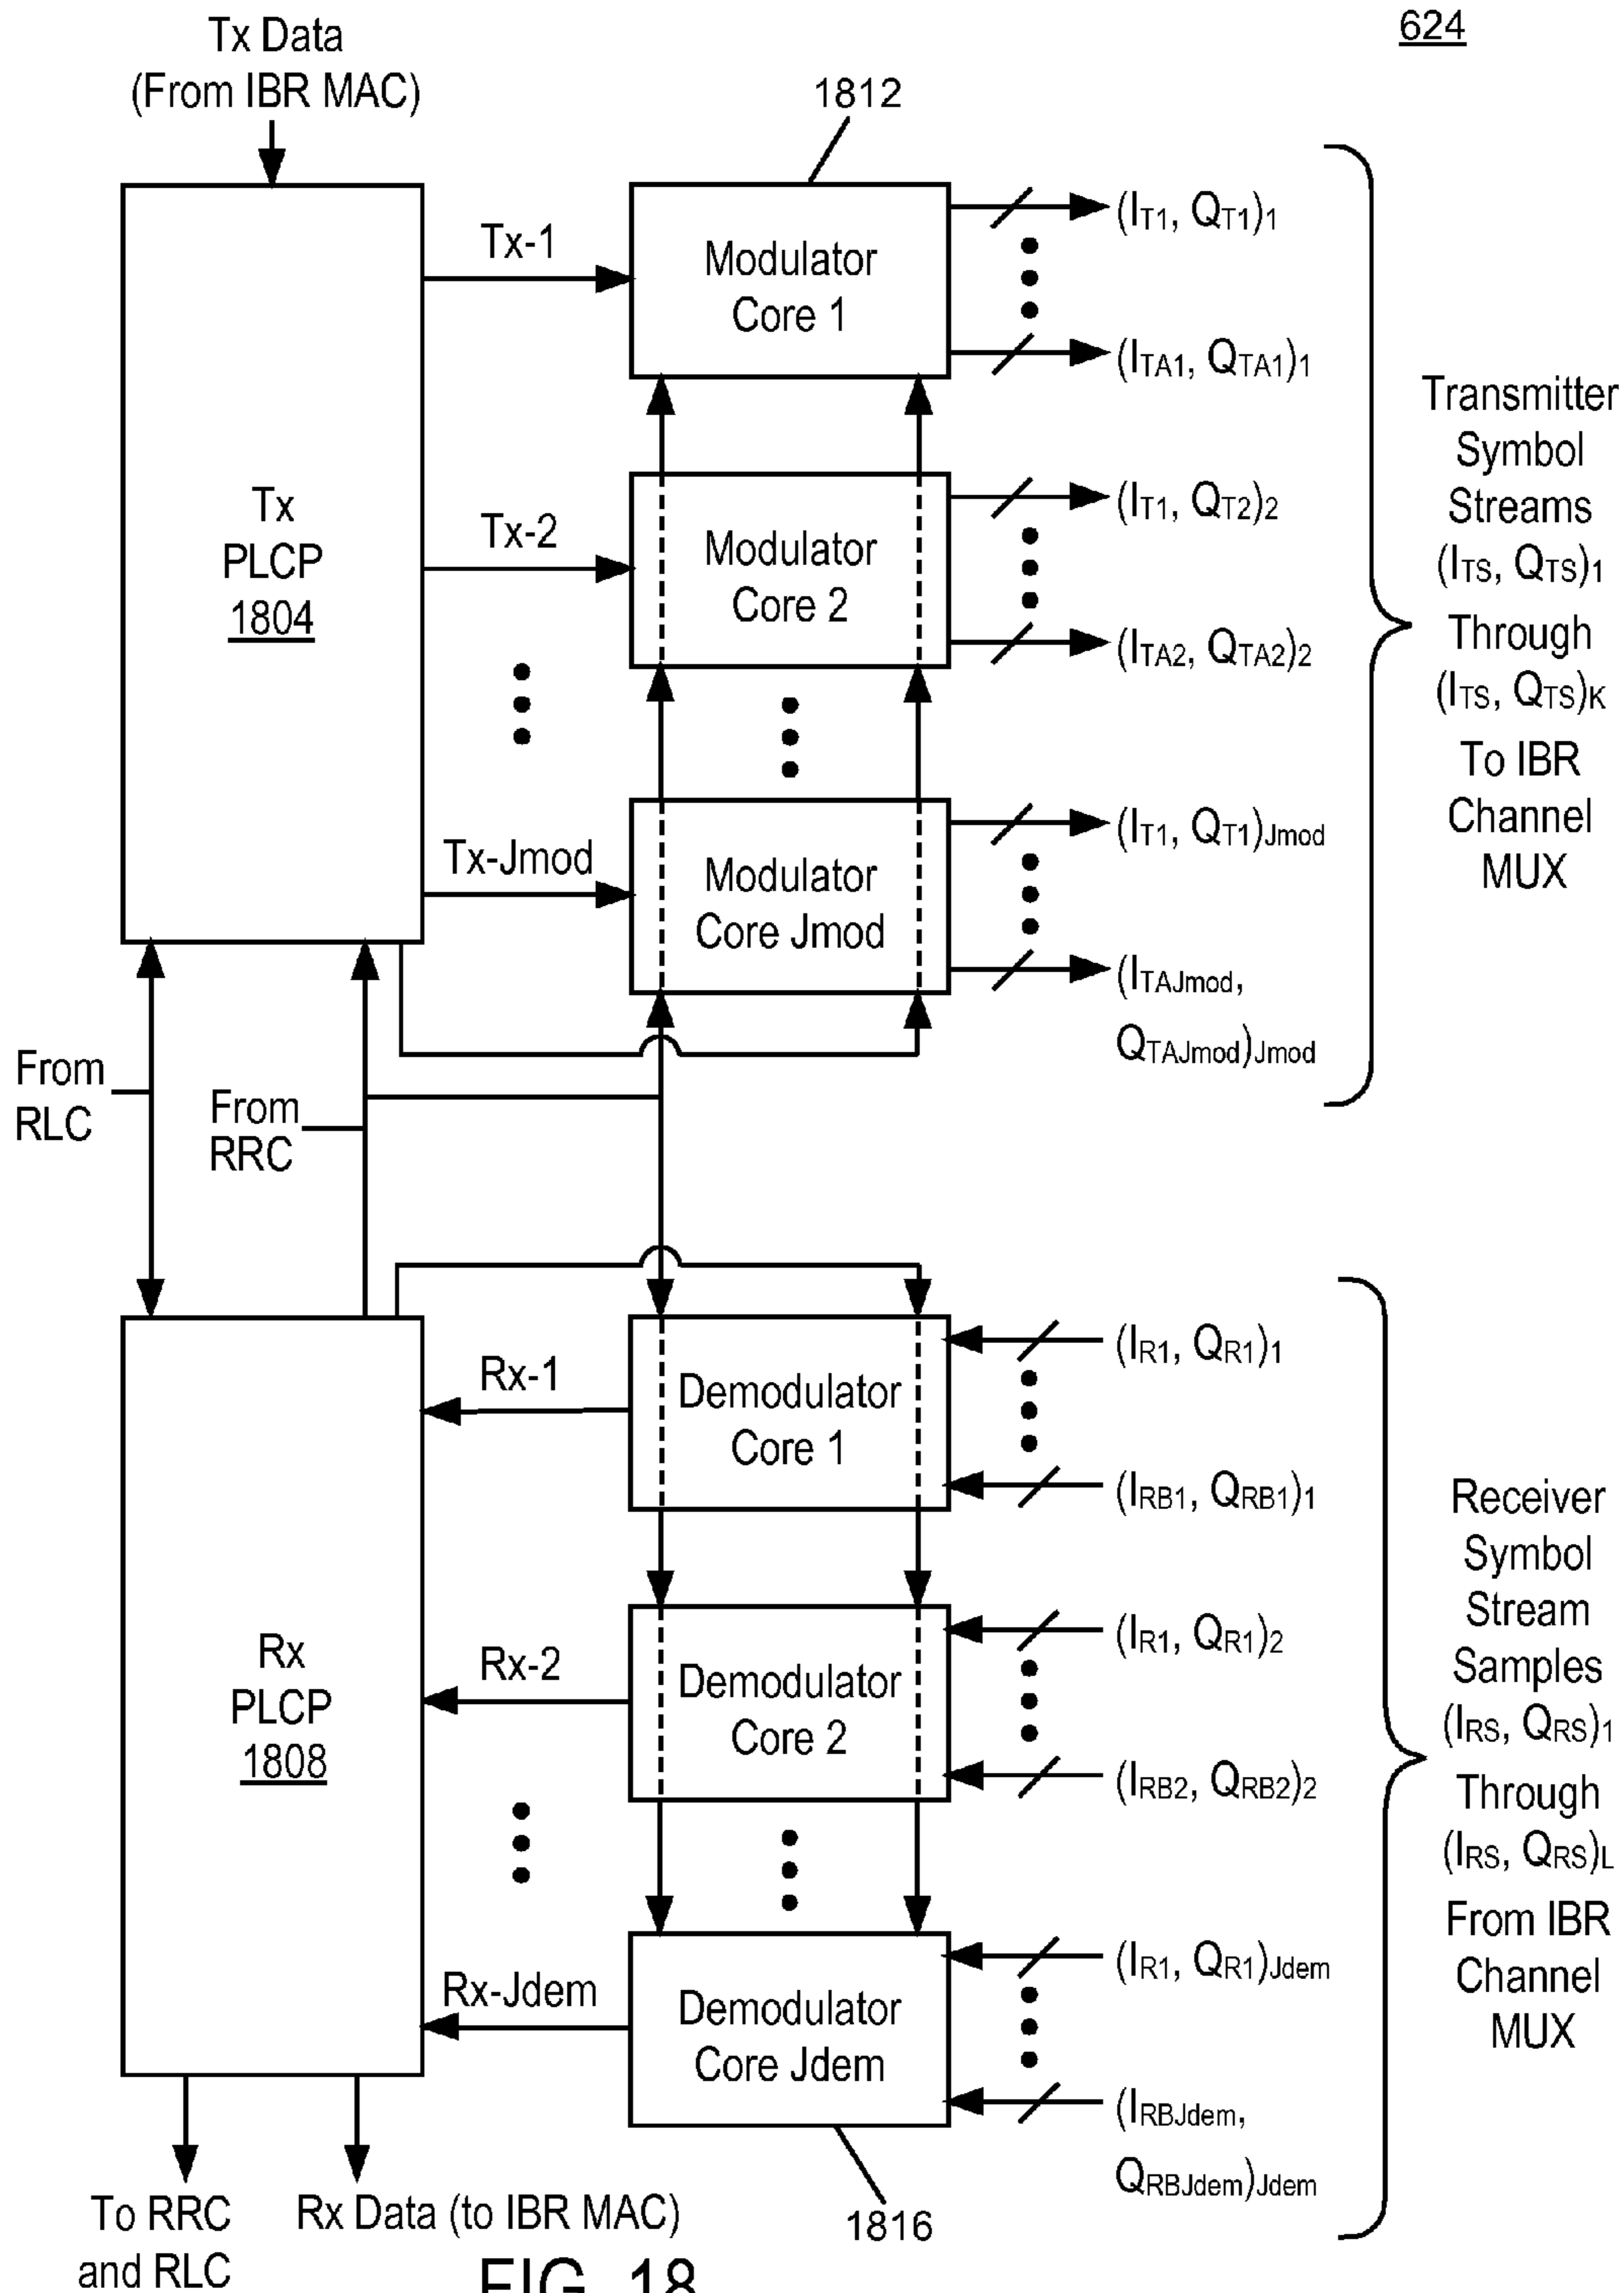 624
Tx Data
(From IBR MAC)
1812
Tx
PLCP
1804
Tx-1
Tx-2
Tx-Jmod
Modulator
Core 1
Modulator
Core 2
Modulator
Core Jmod
(IT1, QT1)1
(ITA1, QTA1)1
(IT1, QT2)2
(ITA2, QTA2)2
(IT1, QT1)Jmod
(ITAJmod,
QTAJmod)Jmod
Transmitter
Symbol
Streams
(ITS, QTS)1
Through
(ITS, QTS)K
To IBR
Channel
MUX
From
RLC
From
RRC
Rx
PLCP
1808
Rx-1
Rx-2
Rx-Jdem
Demodulator
Core 1
Demodulator
Core 2
Demodulator
Core Jdem
(IR1, QR1)1
(IRB1, QRB1)1
(IR1, QR1)2
(IRB2, QRB2)2
(IR1, QR1)Jdem
(IRBJdem,
QRBJdem)Jdem
Receiver
Symbol
Stream
Samples
(IRS, QRS)1
Through
(IRS, QRS)L
From IBR
Channel
MUX
1816
To RRC
and RLC
Rx Data (to IBR MAC)
FIG. 18